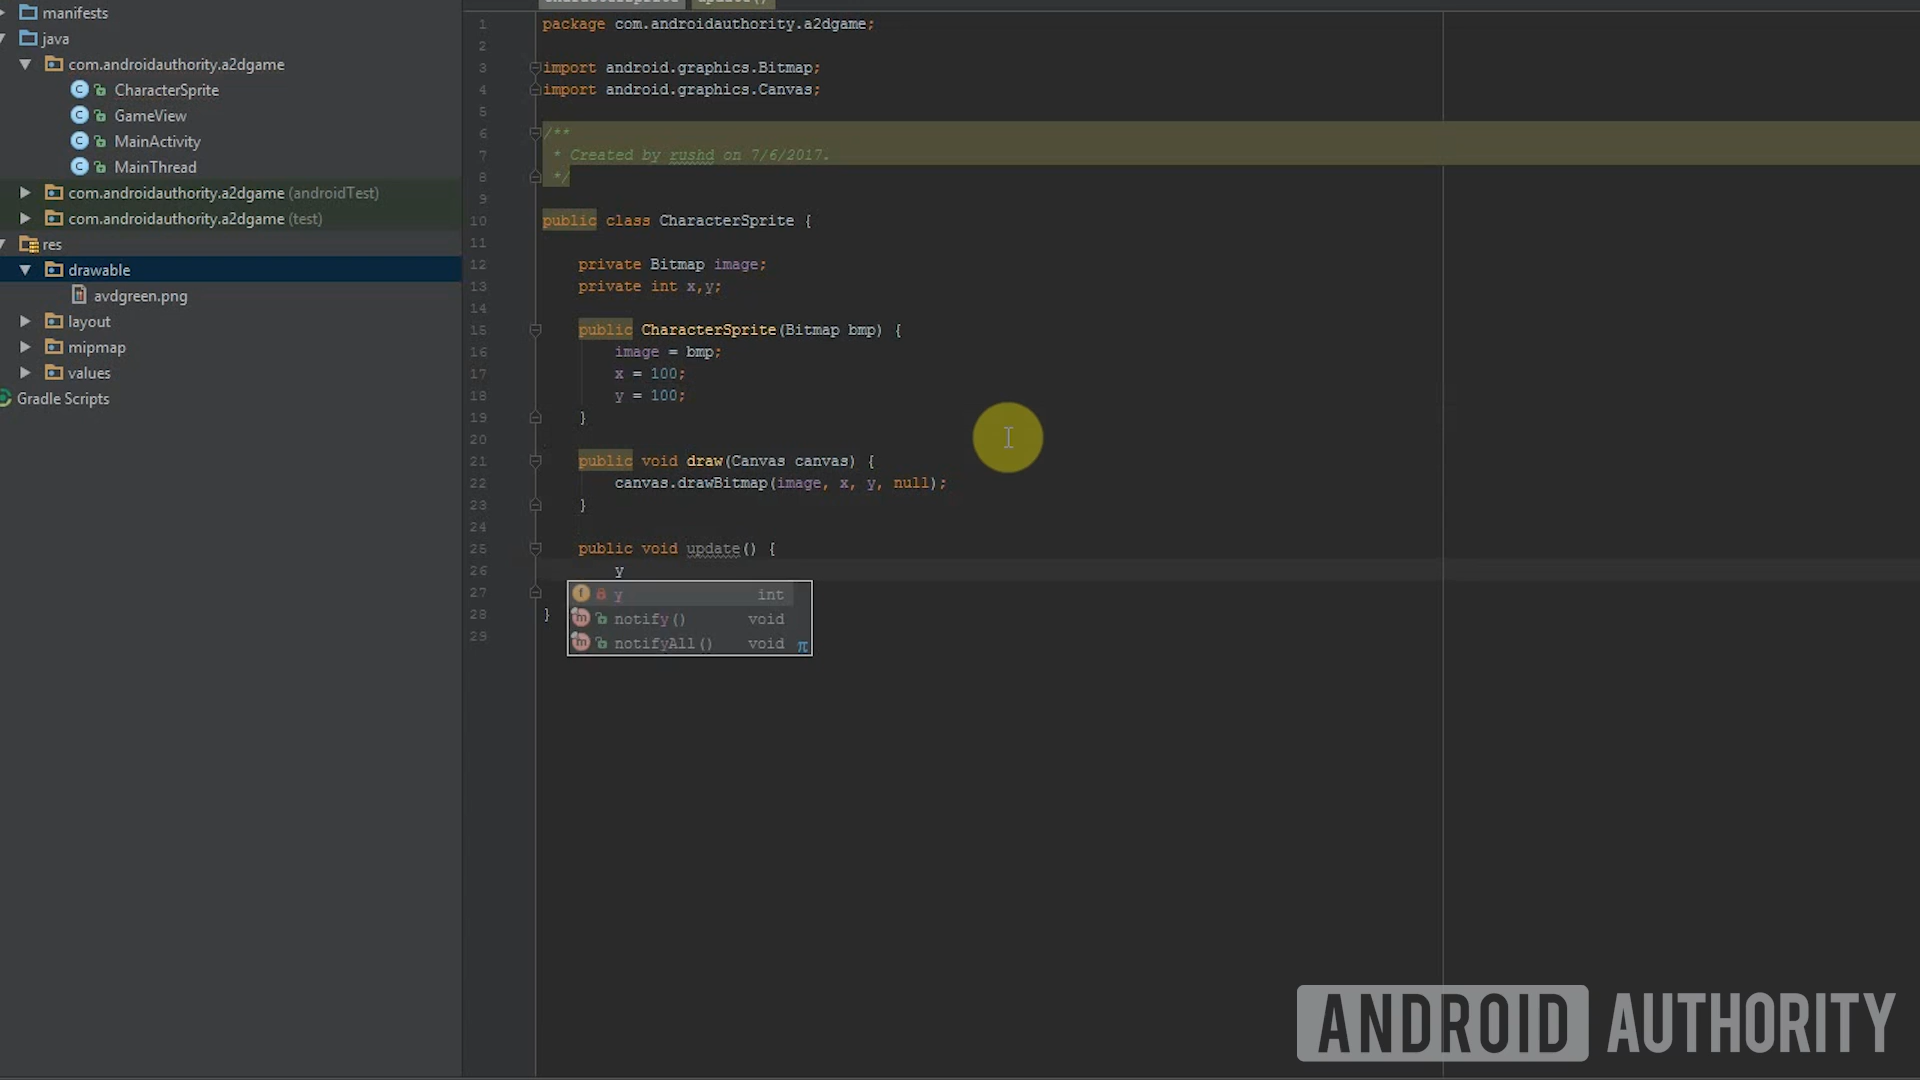 manifests
java
com.androidauthority.a2dgame
CharacterSprite
GameView
MainActivity
MainThread
com.androidauthority.a2dgame (androidTest)
com.androidauthority.a2dgame (test)
res
drawable
avdgreen.png
layout
mipmap
values
Gradle Scripts
1 package com.androidauthority.a2dgame;
2
3 import android.graphics.Bitmap;
4 import android.graphics.Canvas;
5
6 /**
7 * Created by rushd on 7/6/2017.
8 */
9
10 public class CharacterSprite {
11
12 private Bitmap image;
13 private int x,y;
14
15 public CharacterSprite(Bitmap bmp) {
16 image = bmp;
17 x = 100;
18 y = 100;
19 }
20
21 public void draw(Canvas canvas) {
22 canvas.drawBitmap(image, x, y, null);
23 }
24
25 public void update() {
26 y
27
28 }
29
y int
notify() void
notifyAll() void π
ANDROID AUTHORITY